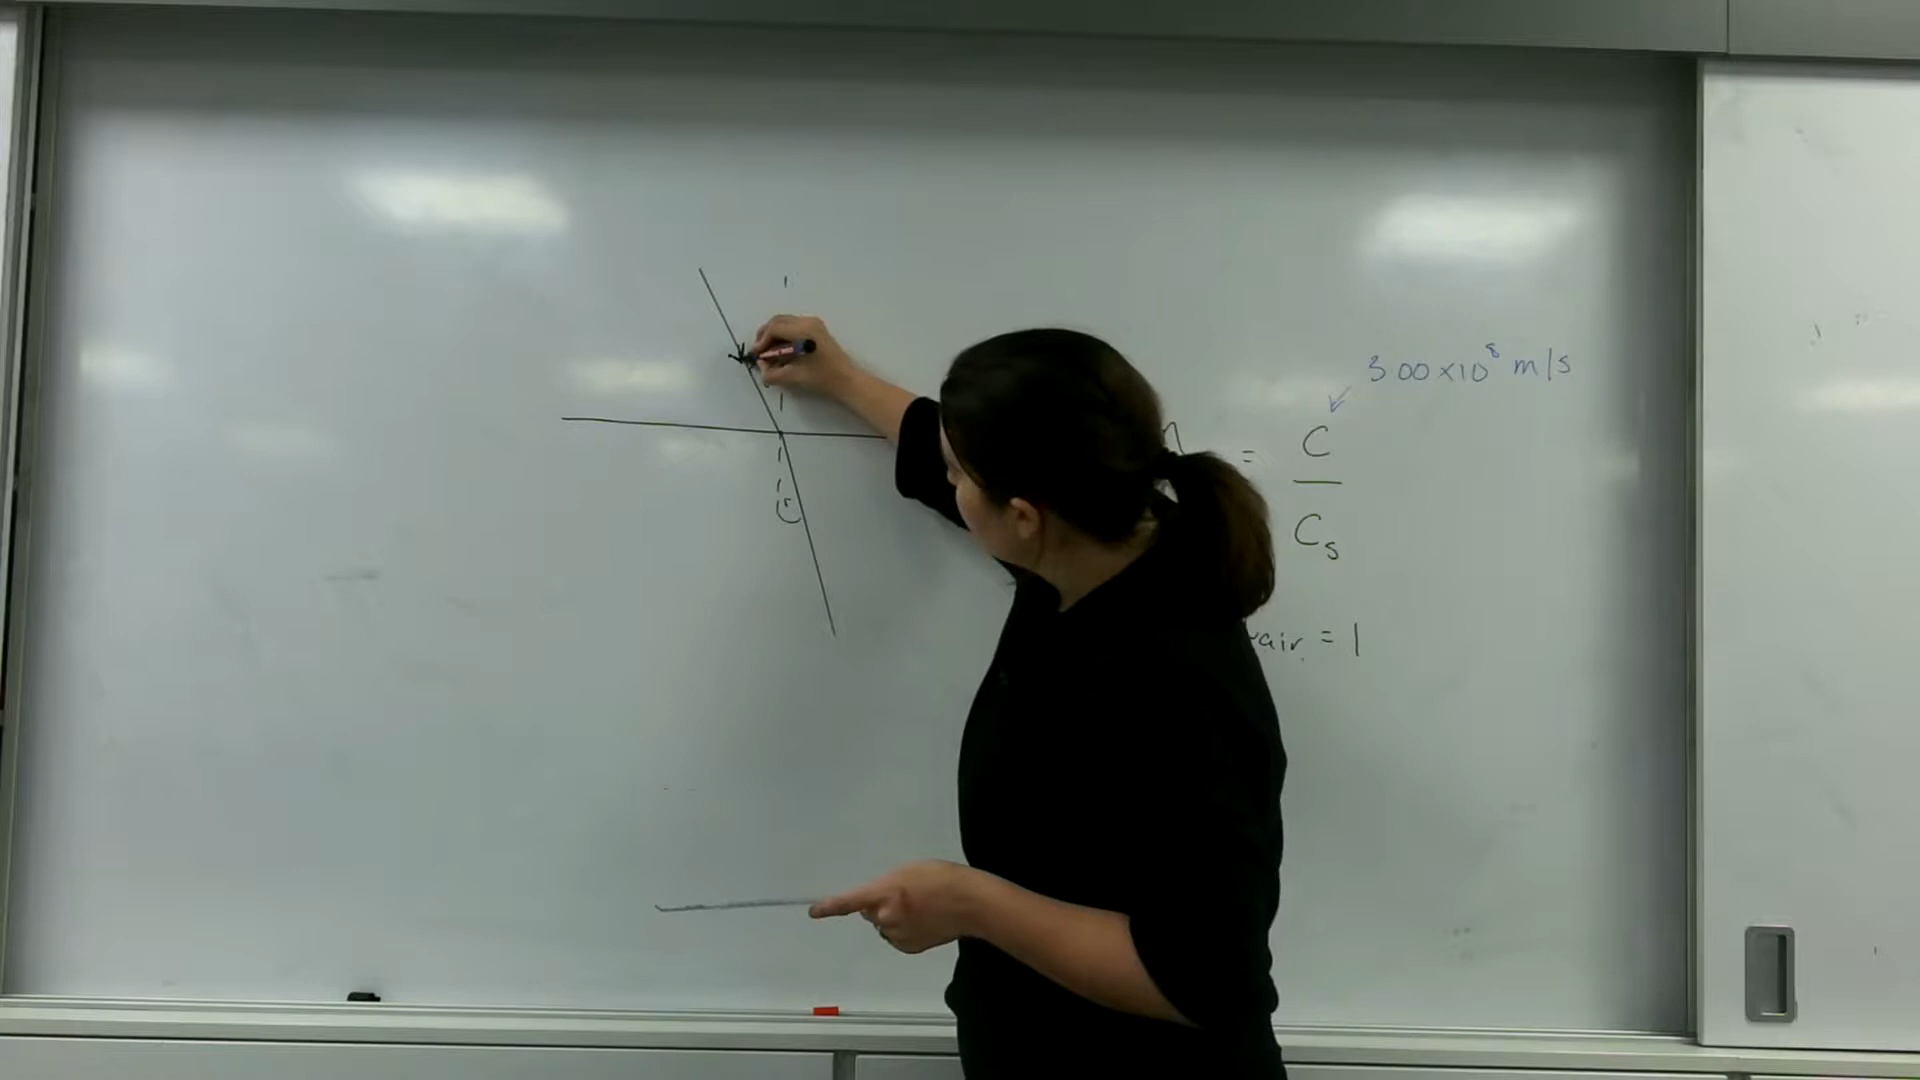 3 00×10⁸ m/s
n = C / Cₛ
r
air = 1